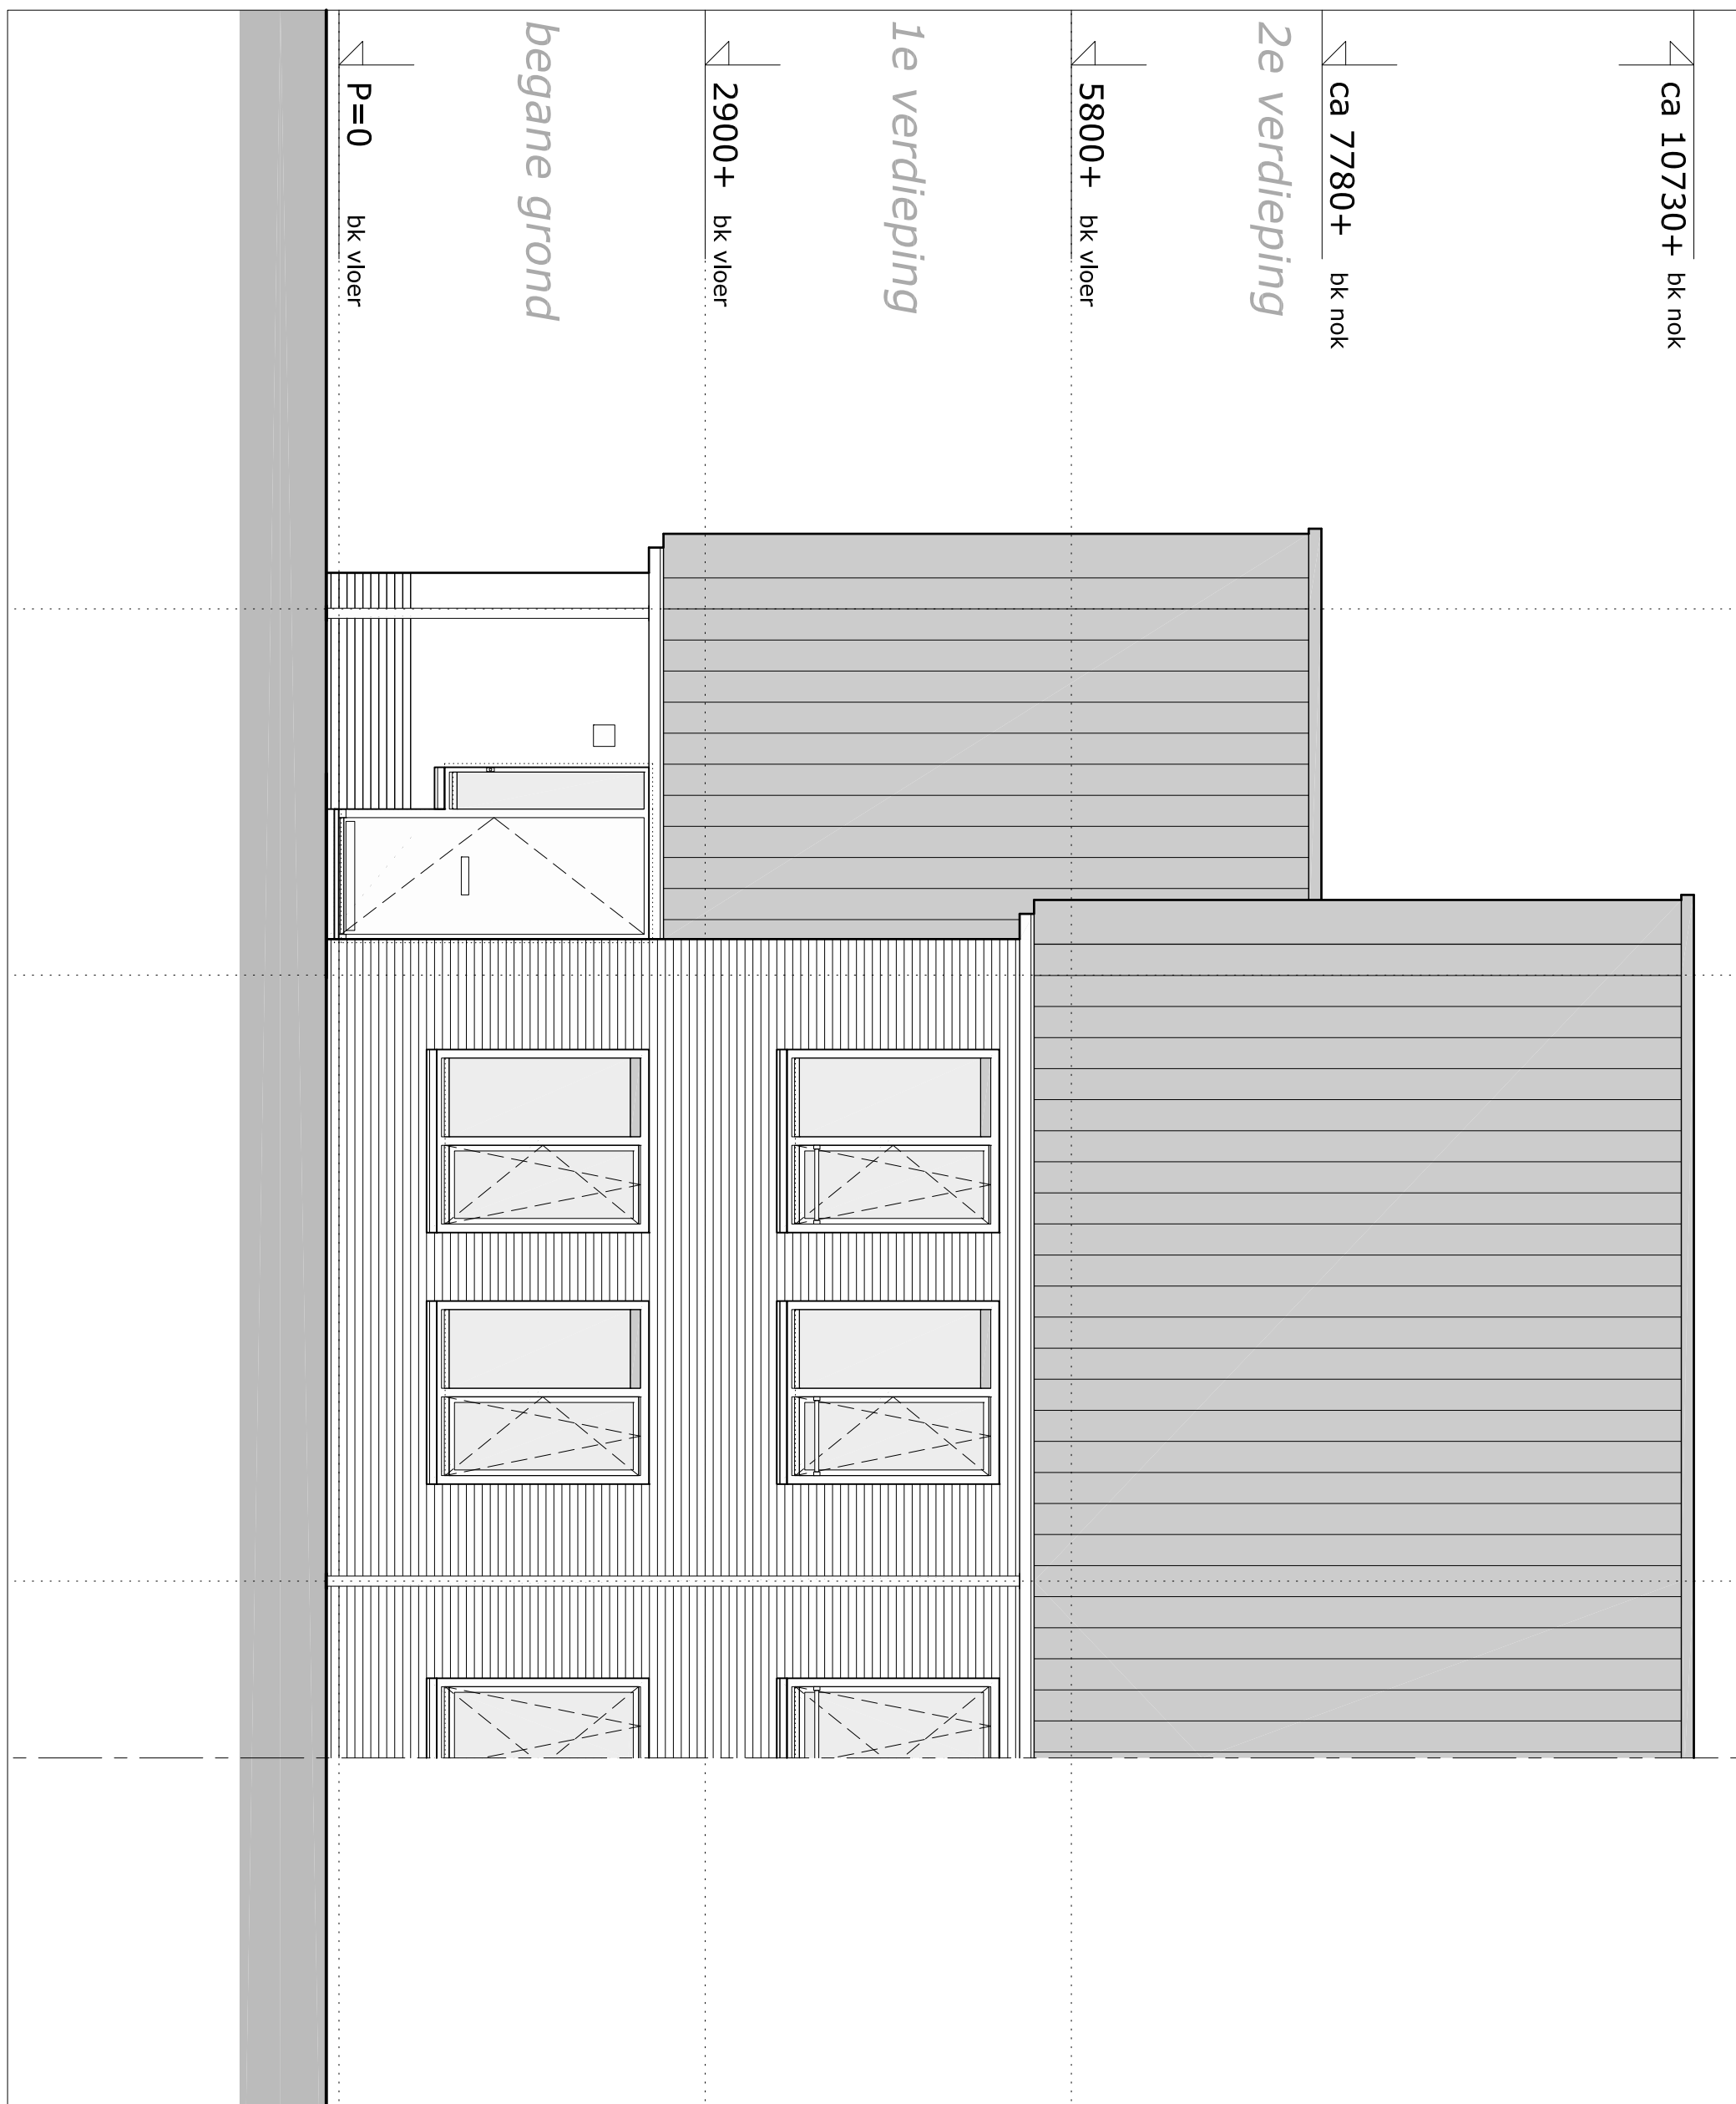 ca 10730+ bk nok
ca 7780+ bk nok
2e verdieping
5800+ bk vloer
1e verdieping
2900+ bk vloer
begane grond
P=0 bk vloer